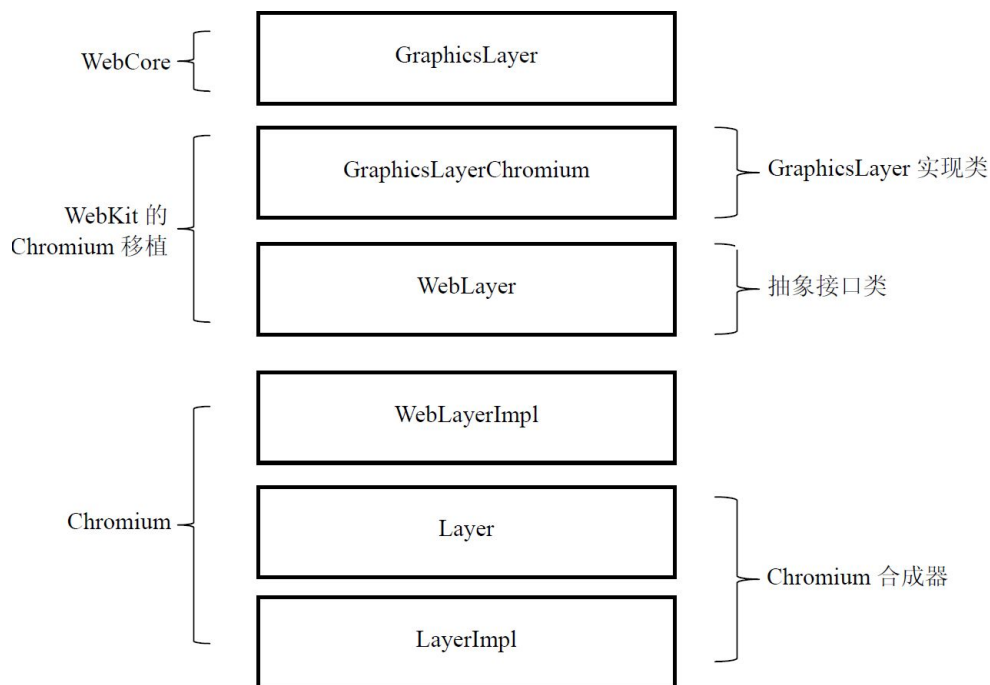 WebCore
GraphicsLayer
WebKit 的
Chromium 移植
GraphicsLayerChromium
GraphicsLayer 实现类
WebLayer
抽象接口类
Chromium
WebLayerImpl
Layer
LayerImpl
Chromium 合成器